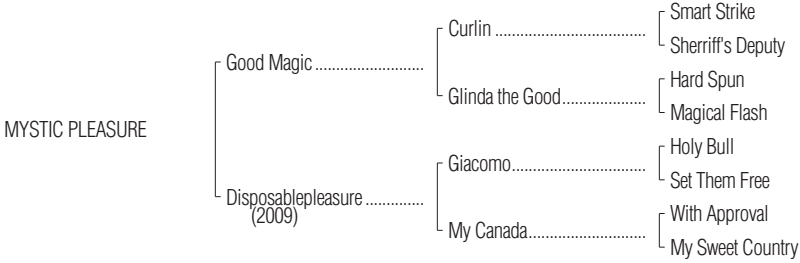 Smart Strike
Curlin
Sherriff's Deputy
Good Magic
Hard Spun
Glinda the Good
Magical Flash
MYSTIC PLEASURE
Holy Bull
Giacomo
Set Them Free
Disposablepleasure
(2009)
With Approval
My Canada
My Sweet Country